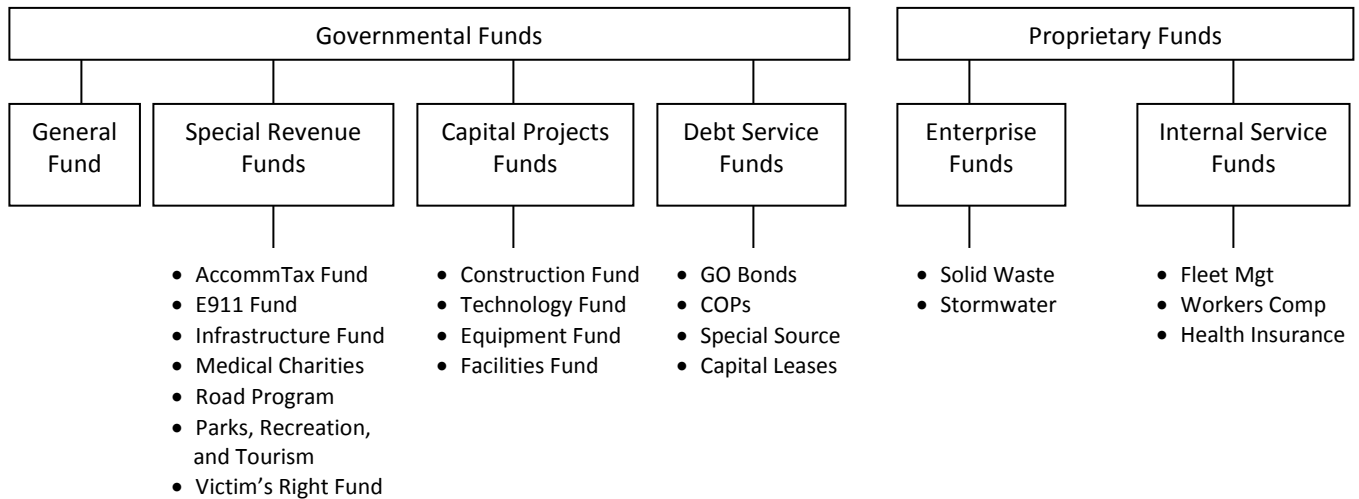 Governmental Funds
Proprietary Funds
General
Fund
Special Revenue
Funds
Capital Projects
Funds
Debt Service
Funds
Enterprise
Funds
Internal Service
Funds
• AccommTax Fund
• E911 Fund
• Infrastructure Fund
• Medical Charities
• Road Program
• Parks, Recreation,
and Tourism
• Victim's Right Fund
• Construction Fund
• Technology Fund
• Equipment Fund
• Facilities Fund
• GO Bonds
• COPs
• Special Source
• Capital Leases
• Solid Waste
• Stormwater
• Fleet Mgt
• Workers Comp
• Health Insurance